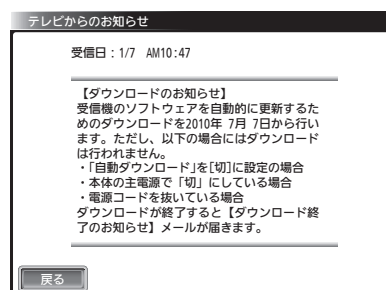 テレビからのお知らせ
受信日：1/7 AM10:47
【ダウンロードのお知らせ】
受信機のソフトウェアを自動的に更新するた
めのダウンロードを2010年 7月 7日から行い
ます。ただし、以下の場合にはダウンロード
は行われません。
・「自動ダウンロード」を[切]に設定の場合
・本体の主電源で「切」にしている場合
・電源コードを抜いている場合
ダウンロードが終了すると【ダウンロード終
了のお知らせ】メールが届きます。
戻る